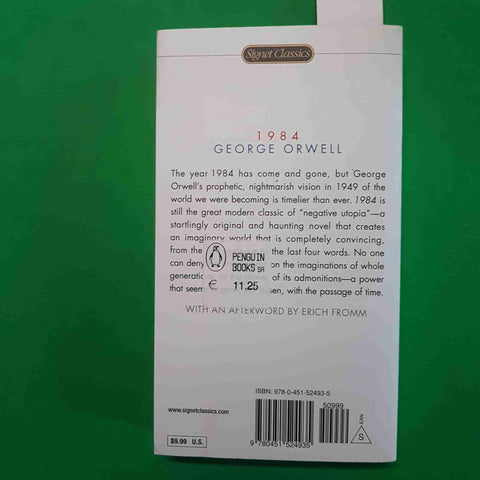 Signet Classics
1984
GEORGE ORWELL
The year 1984 has come and gone, but George
Orwell's prophetic, nightmarish vision in 1949 of the
world we were becoming is timelier than ever. 1984 is
still the great modern classic of "negative utopia"—a
startlingly original and haunting novel that creates
an imaginary world that is completely convincing,
from the the last four words. No one
can deny on the imaginations of whole
of its admonitions—a power
that with the passage of time.
PENGUIN
BOOKS SR
€ 11.25
WITH AN AFTERWORD BY ERICH FROMM
ISBN: 978-0-451-52493-5
50999
www.signetclassics.com
9 780451 524935
EAN
S
$9.99 U.S.